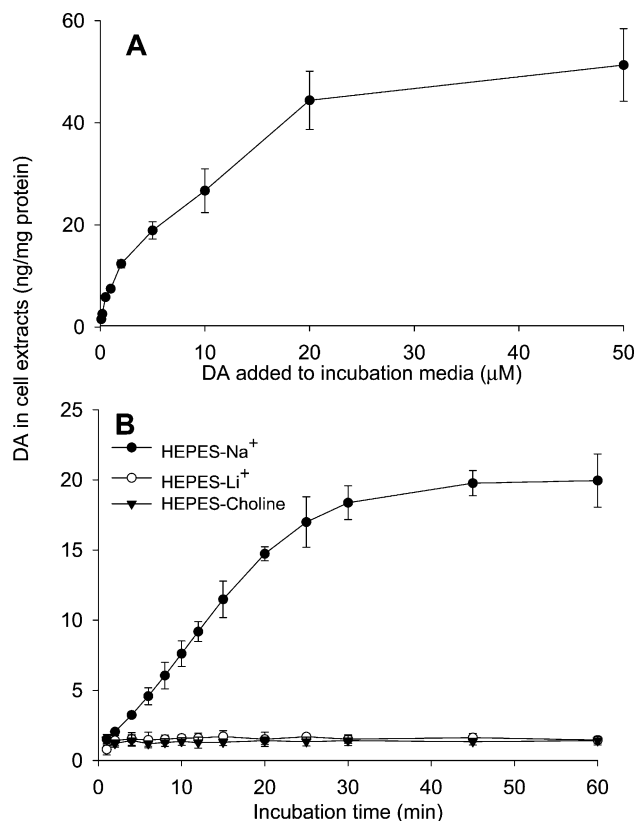 A
60
40
20
0
0 10 20 30 40 50
DA added to incubation media (µM)
DA in cell extracts (ng/mg protein)
B
25
20
15
10
5
0
HEPES-Na+
HEPES-Li+
HEPES-Choline
0 10 20 30 40 50 60
Incubation time (min)